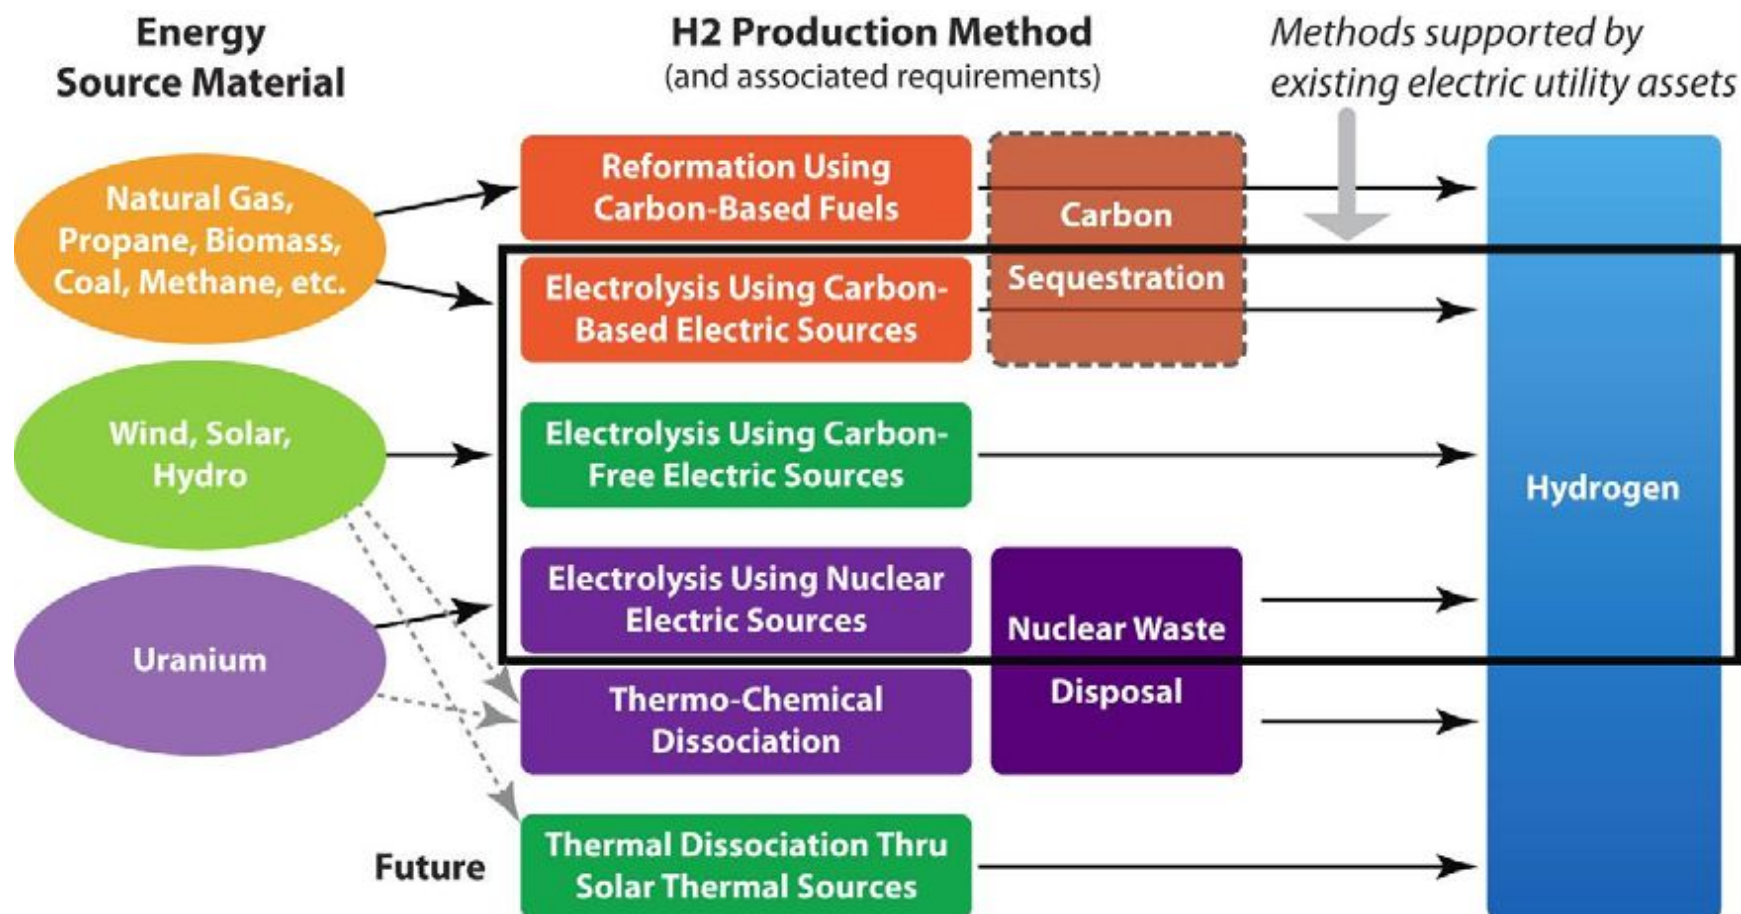 Energy
Source Material
H2 Production Method
(and associated requirements)
Methods supported by
existing electric utility assets
Natural Gas,
Propane, Biomass,
Coal, Methane, etc.
Wind, Solar,
Hydro
Uranium
Reformation Using
Carbon-Based Fuels
Electrolysis Using Carbon-
Based Electric Sources
Electrolysis Using Carbon-
Free Electric Sources
Electrolysis Using Nuclear
Electric Sources
Thermo-Chemical
Dissociation
Future
Thermal Dissociation Thru
Solar Thermal Sources
Carbon
Sequestration
Nuclear Waste
Disposal
Hydrogen